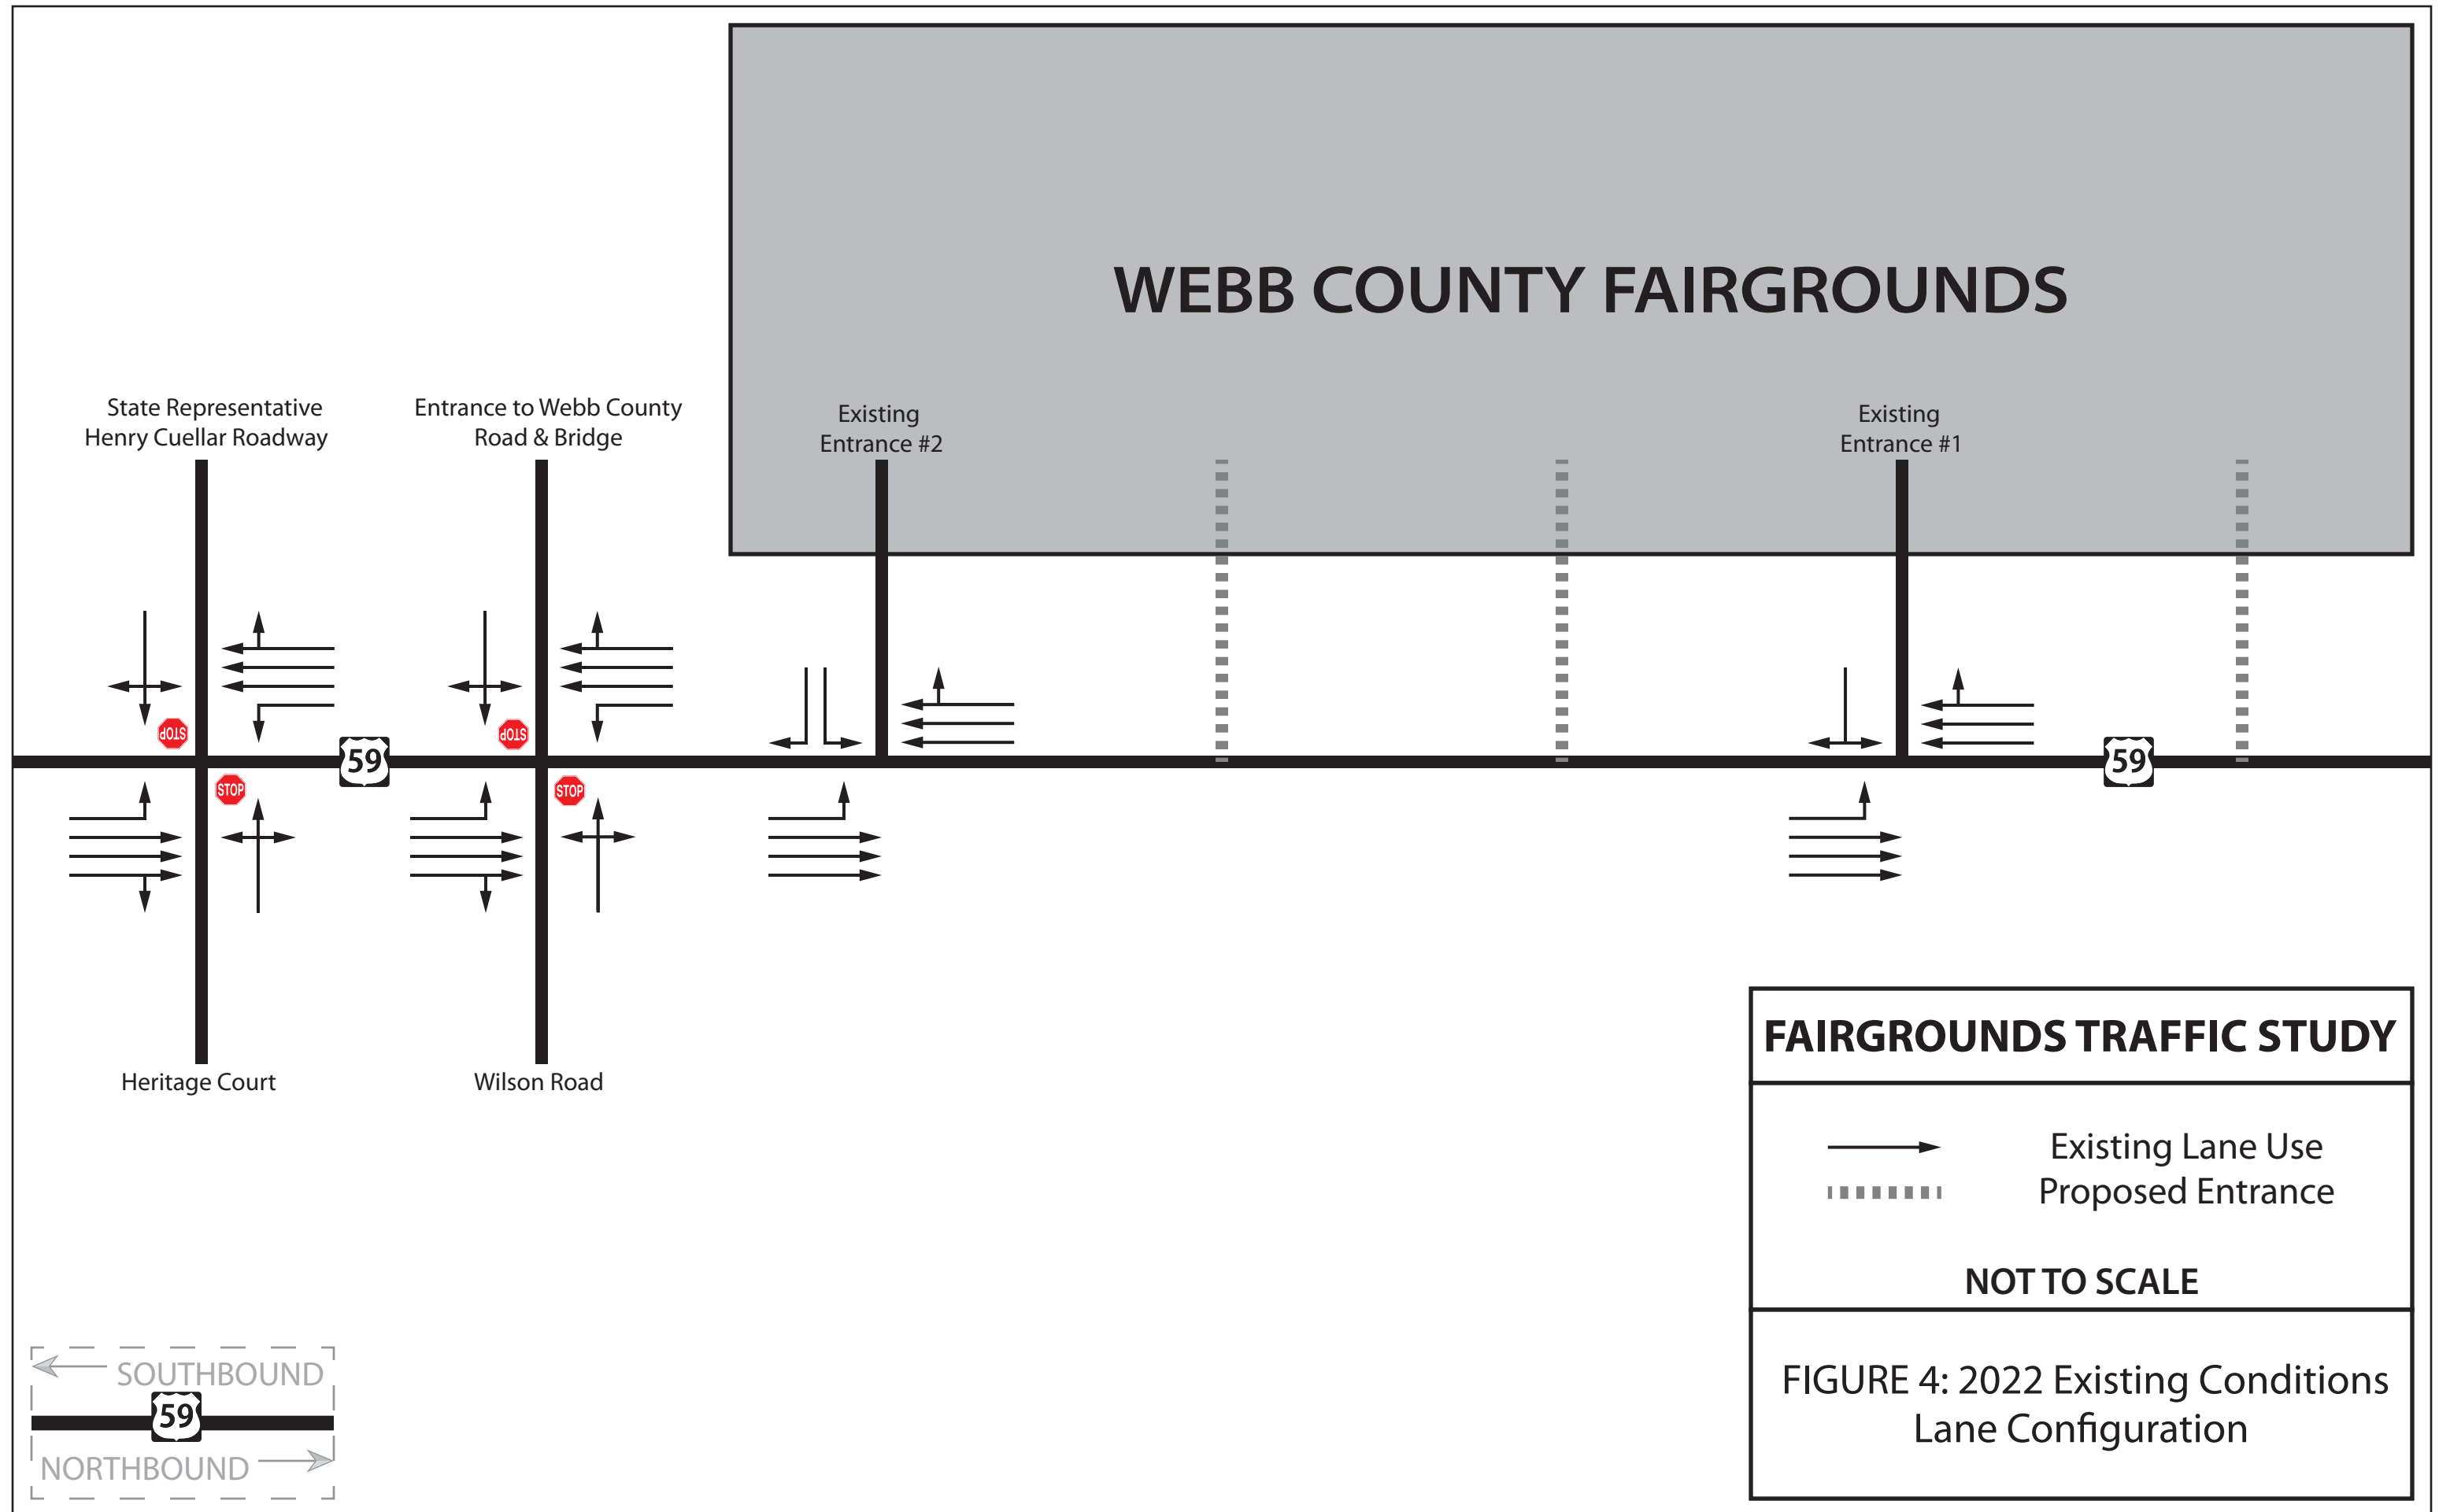 WEBB COUNTY FAIRGROUNDS
State Representative
Henry Cuellar Roadway
Entrance to Webb County
Road & Bridge
Existing
Entrance #2
Existing
Entrance #1
STOP
STOP
59
59
STOP
STOP
Heritage Court
Wilson Road
FAIRGROUNDS TRAFFIC STUDY
Existing Lane Use
Proposed Entrance
NOT TO SCALE
FIGURE 4: 2022 Existing Conditions
Lane Configuration
SOUTHBOUND
59
NORTHBOUND